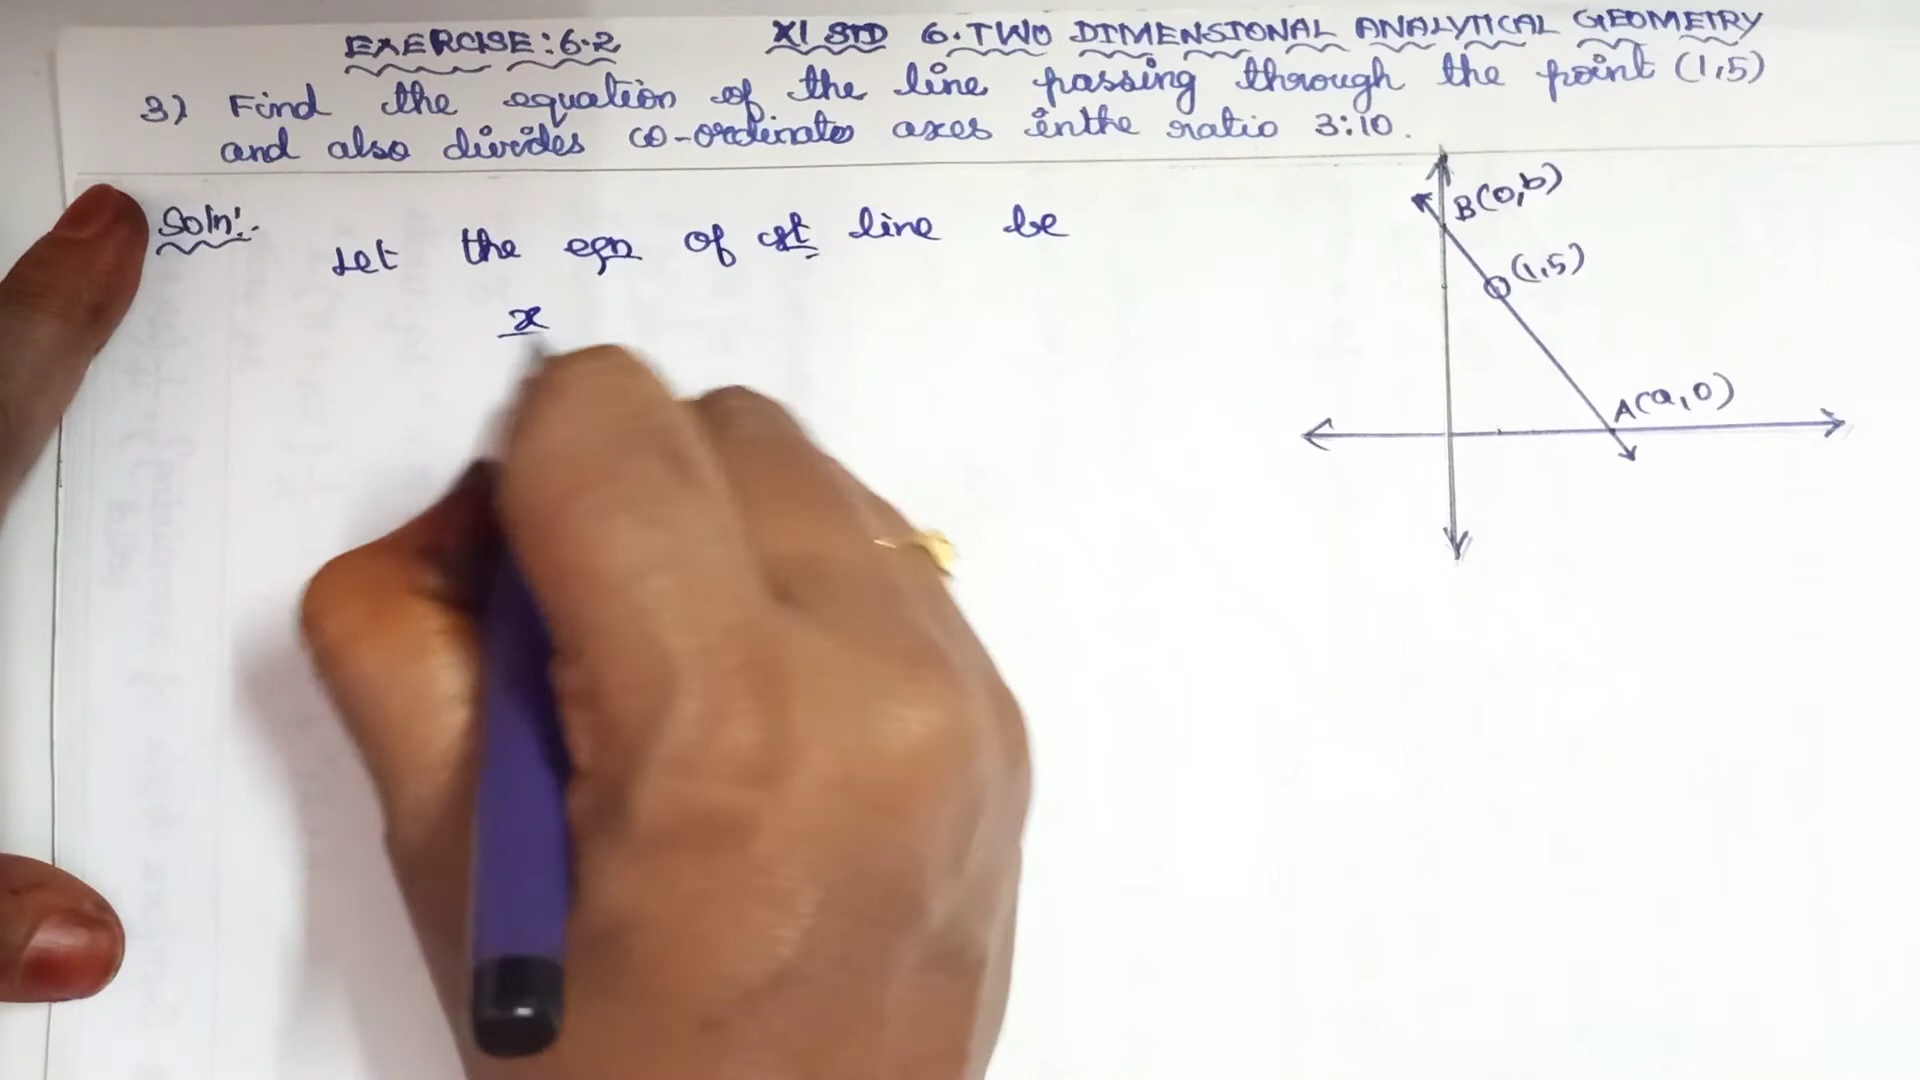 EXERCISE: 6.2 XI STD 6. TWO DIMENSIONAL ANALYTICAL GEOMETRY
3) Find the equation of the line passing through the point (1,5)
and also divides co-ordinates axes in the ratio 3:10.
Soln:-
Let the eqn of st line be
x
B(0,b)
(1,5)
A(a,0)